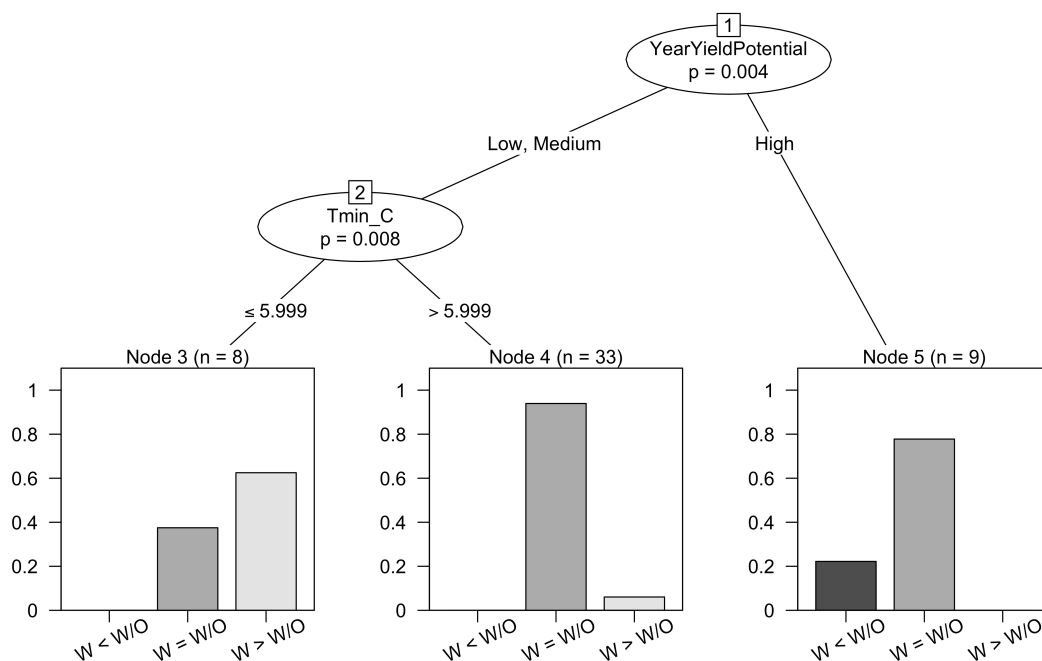 1
YearYieldPotential
p = 0.004
Low, Medium
High
2
Tmin_C
p = 0.008
≤ 5.999
> 5.999
Node 3 (n = 8)
1
0.8
0.6
0.4
0.2
0
W < W/O
W = W/O
W > W/O
Node 4 (n = 33)
1
0.8
0.6
0.4
0.2
0
W < W/O
W = W/O
W > W/O
Node 5 (n = 9)
1
0.8
0.6
0.4
0.2
0
W < W/O
W = W/O
W > W/O